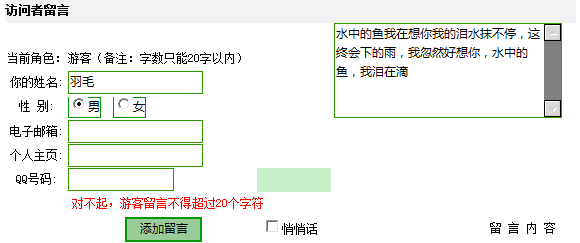 访问者留言
当前角色：游客（备注：字数只能20字以内）
你的姓名: 羽毛
性 别: 男 女
电子邮箱:
个人主页:
QQ号码:
对不起，游客留言不得超过20个字符
水中的鱼我在想你我的泪水抹不停，这
终会下的雨，我忽然好想你，水中的
鱼，我泪在滴
添加留言 悄悄话 留 言 内 容